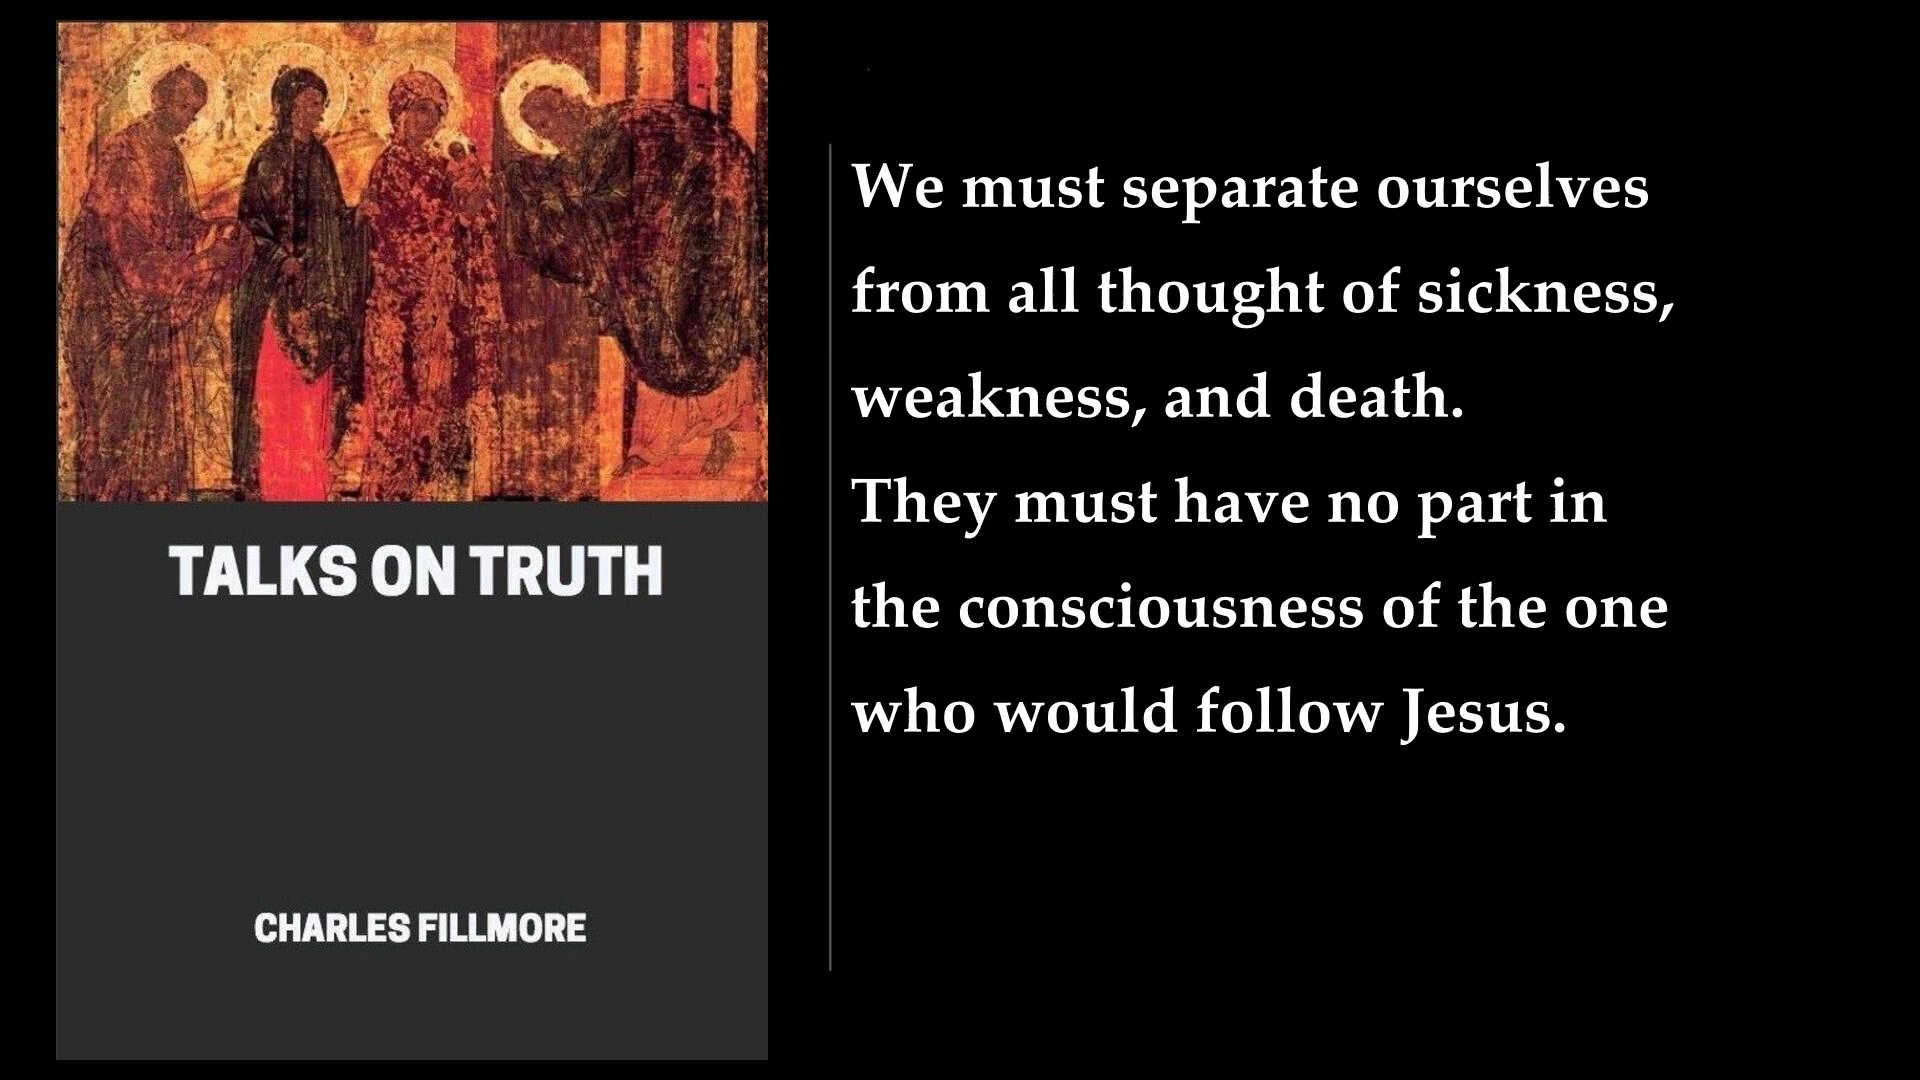 TALKS ON TRUTH
CHARLES FILLMORE
We must separate ourselves
from all thought of sickness,
weakness, and death.
They must have no part in
the consciousness of the one
who would follow Jesus.